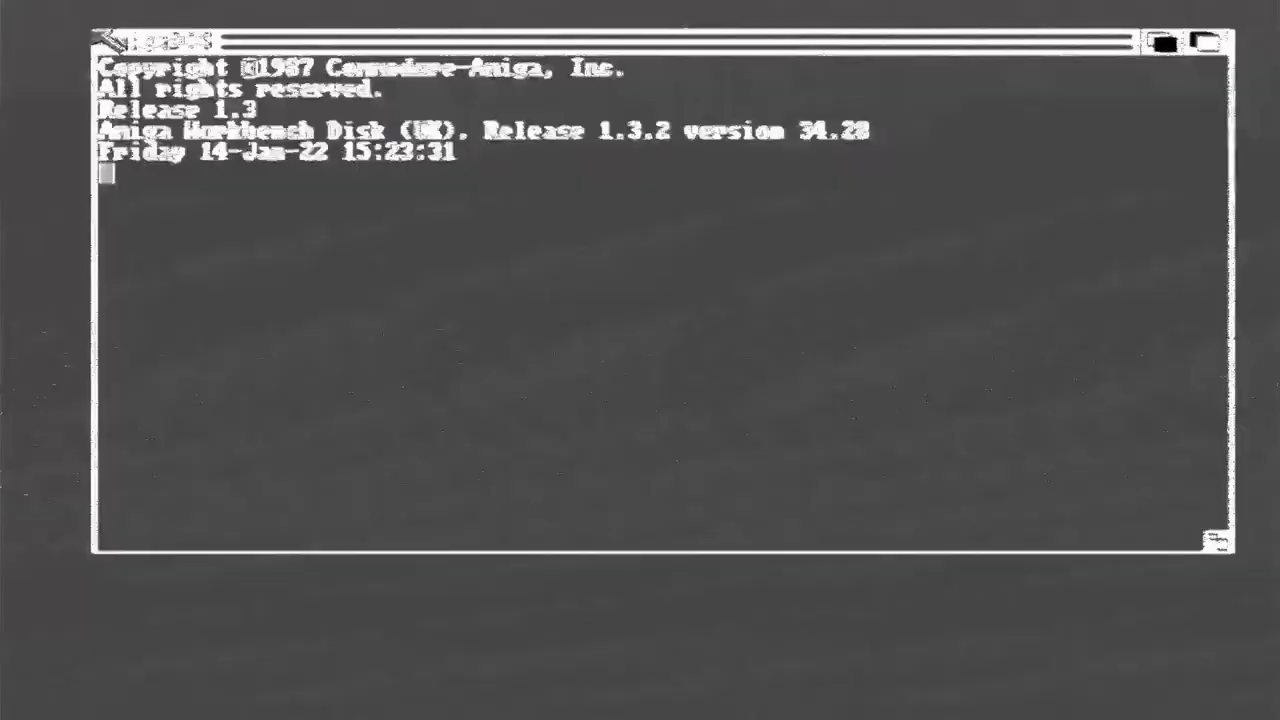 Copyright ©1987 Commodore-Amiga, Inc.
All rights reserved.
Release 1.3
Amiga Workbench Disk (UK). Release 1.3.2 version 34.28
Friday 14-Jan-22 15:23:31